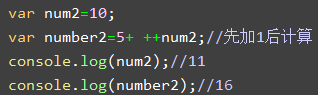 var num2=10;
var number2=5+ ++num2;//先加1后计算
console.log(num2);//11
console.log(number2);//16